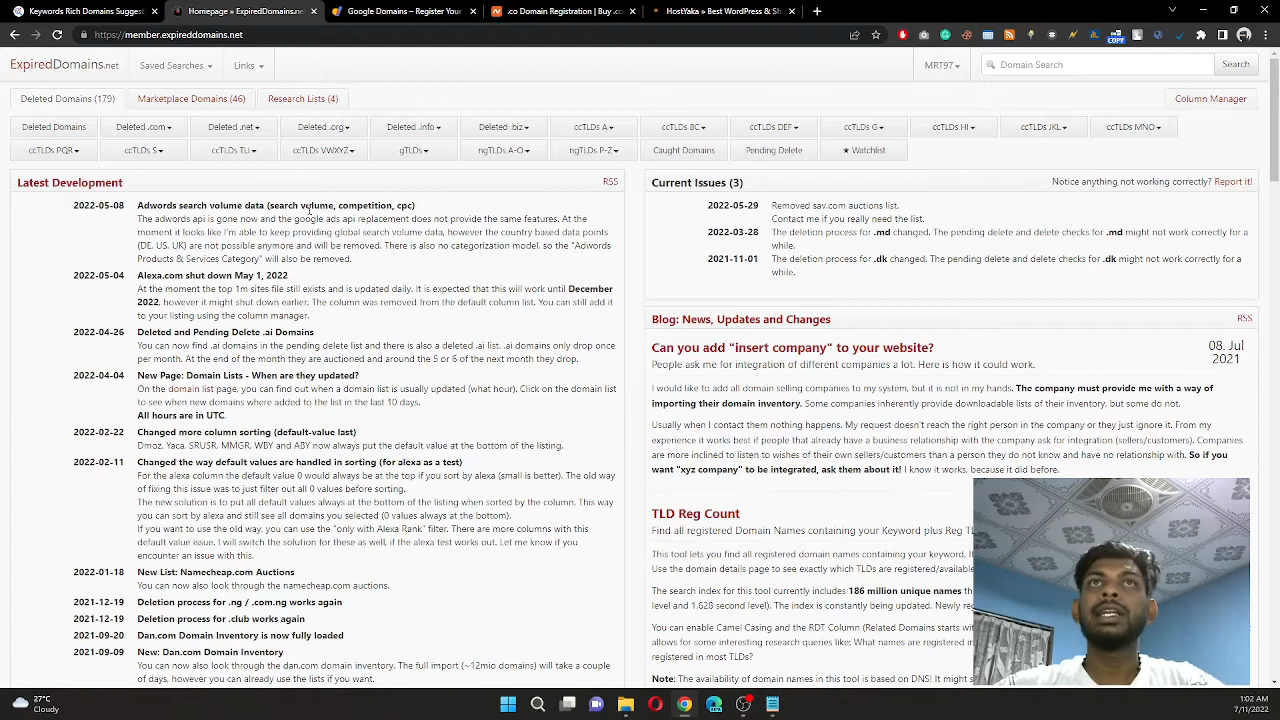 Keywords Rich Domains Suggest
Homepage » ExpiredDomains.net
Google Domains – Register Your
.co Domain Registration | Buy .co
HostYaka » Best WordPress & Sh
https://member.expireddomains.net
COPY
ExpiredDomains.net
Saved Searches
Links
MRT97
Domain Search
Search
Deleted Domains (179)
Marketplace Domains (46)
Research Lists (4)
Column Manager
Deleted Domains
Deleted .com
Deleted .net
Deleted .org
Deleted .info
Deleted .biz
ccTLDs A
ccTLDs BC
ccTLDs DEF
ccTLDs G
ccTLDs HI
ccTLDs JKL
ccTLDs MNO
ccTLDs PQR
ccTLDs S
ccTLDs TU
ccTLDs VWXYZ
gTLDs
ngTLDs A-O
ngTLDs P-Z
Caught Domains
Pending Delete
★ Watchlist
Latest Development
RSS
2022-05-08 Adwords search volume data (search volume, competition, cpc)
The adwords api is gone now and the google ads api replacement does not provide the same features. At the
moment it looks like I'm able to keep providing global search volume data, however the country based data points
(DE, US, UK) are not possible anymore and will be removed. There is also no categorization model, so the "Adwords
Products & Services Category" will also be removed.
2022-05-04 Alexa.com shut down May 1, 2022
At the moment the top 1m sites file still exists and is updated daily. it is expected that this will work until December
2022, however it might shut down earlier. The column was removed from the default column list. You can still add it
to your listing using the column manager.
2022-04-26 Deleted and Pending Delete .ai Domains
You can now find .ai domains in the pending delete list and there is also a deleted .ai list. .ai domains only drop once
per month. At the end of the month they are auctioned and around the 5 or 6 of the next month they drop.
2022-04-04 New Page: Domain Lists - When are they updated?
On the domain list page, you can find out when a domain list is usually updated (what hour). Click on the domain list
to see when new domains where added to the list in the last 10 days.
All hours are in UTC.
2022-02-22 Changed more column sorting (default-value last)
Dmoz, Yaca, SRUSR, MMGR, WBY and ABY now always put the default value at the bottom of the listing.
2022-02-11 Changed the way default values are handled in sorting (for alexa as a test)
For the alexa column the default value 0 would always be at the top if you sort by alexa (small is better). The old way
of fixing this issue was to just filter out all 0 values before sorting.
The new solution is to put all default values always at the bottom of the listing when sorted by the column. This way
you can sort by alexa and still see all domains you selected (0 values always at the bottom).
If you want to use the old way, you can use the "only with Alexa Rank" filter. There are more columns with this
default value issue. I will switch the solution for these as well, if the alexa test works out. Let me know if you
encounter an issue with this.
2022-01-18 New List: Namecheap.com Auctions
You can now also look through the namecheap.com auctions.
2021-12-19 Deletion process for .ng / .com.ng works again
2021-12-19 Deletion process for .club works again
2021-09-20 Dan.com Domain Inventory is now fully loaded
2021-09-09 New: Dan.com Domain Inventory
You can now also look through the dan.com domain inventory. The full import (~12mio domains) will take a couple
of days, however you can already use the lists if you want.
Current Issues (3)
Notice anything not working correctly? Report it!
2022-05-29 Removed sav.com auctions list.
Contact me if you really need the list.
2022-03-28 The deletion process for .md changed. The pending delete and delete checks for .md might not work correctly for a
while.
2021-11-01 The deletion process for .dk changed. The pending delete and delete checks for .dk might not work correctly for a
while.
Blog: News, Updates and Changes
RSS
Can you add "insert company" to your website?
08. Jul
2021
People ask me for integration of different companies a lot. Here is how it could work.
I would like to add all domain selling companies to my system, but it is not in my hands. The company must provide me with a way of
importing their domain inventory. Some companies inherently provide downloadable lists of their inventory, but some do not.
Usually when I contact them nothing happens. My request doesn't reach the right person in the company or they just ignore it. From my
experience it works best if people that already have a business relationship with the company ask for integration (sellers/customers). Companies
are more inclined to listen to wishes of their own sellers/customers than a person they do not know and have no relationship with. So if you
want "xyz company" to be integrated, ask them about it! I know it works, because it did before.
TLD Reg Count
Find all registered Domain Names containing your Keyword plus Reg
This tool lets you find all registered domain names containing your keyword.
Use the domain details page to see exactly which TLDs are registered/available
The search index for this tool currently includes 186 million unique names
level and 1,628 second level). The index is constantly being updated. Newly
You can enable Camel Casing and the RDT Column (Related Domains starts
allows for some interesting research queries like: What names are registered
registered in most TLDs?
Note: The availability of domain names in this tool is based on DNS! It might
27°C
Cloudy
1:02 AM
7/11/2022